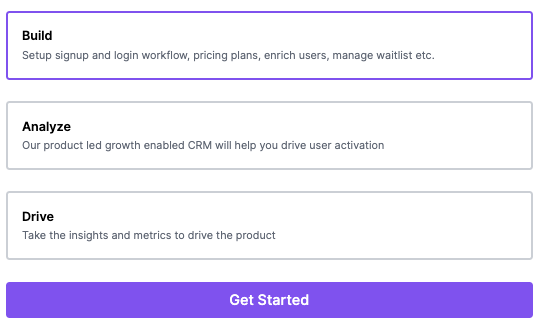 Build
Setup signup and login workflow, pricing plans, enrich users, manage waitlist etc.
Analyze
Our product led growth enabled CRM will help you drive user activation
Drive
Take the insights and metrics to drive the product
Get Started